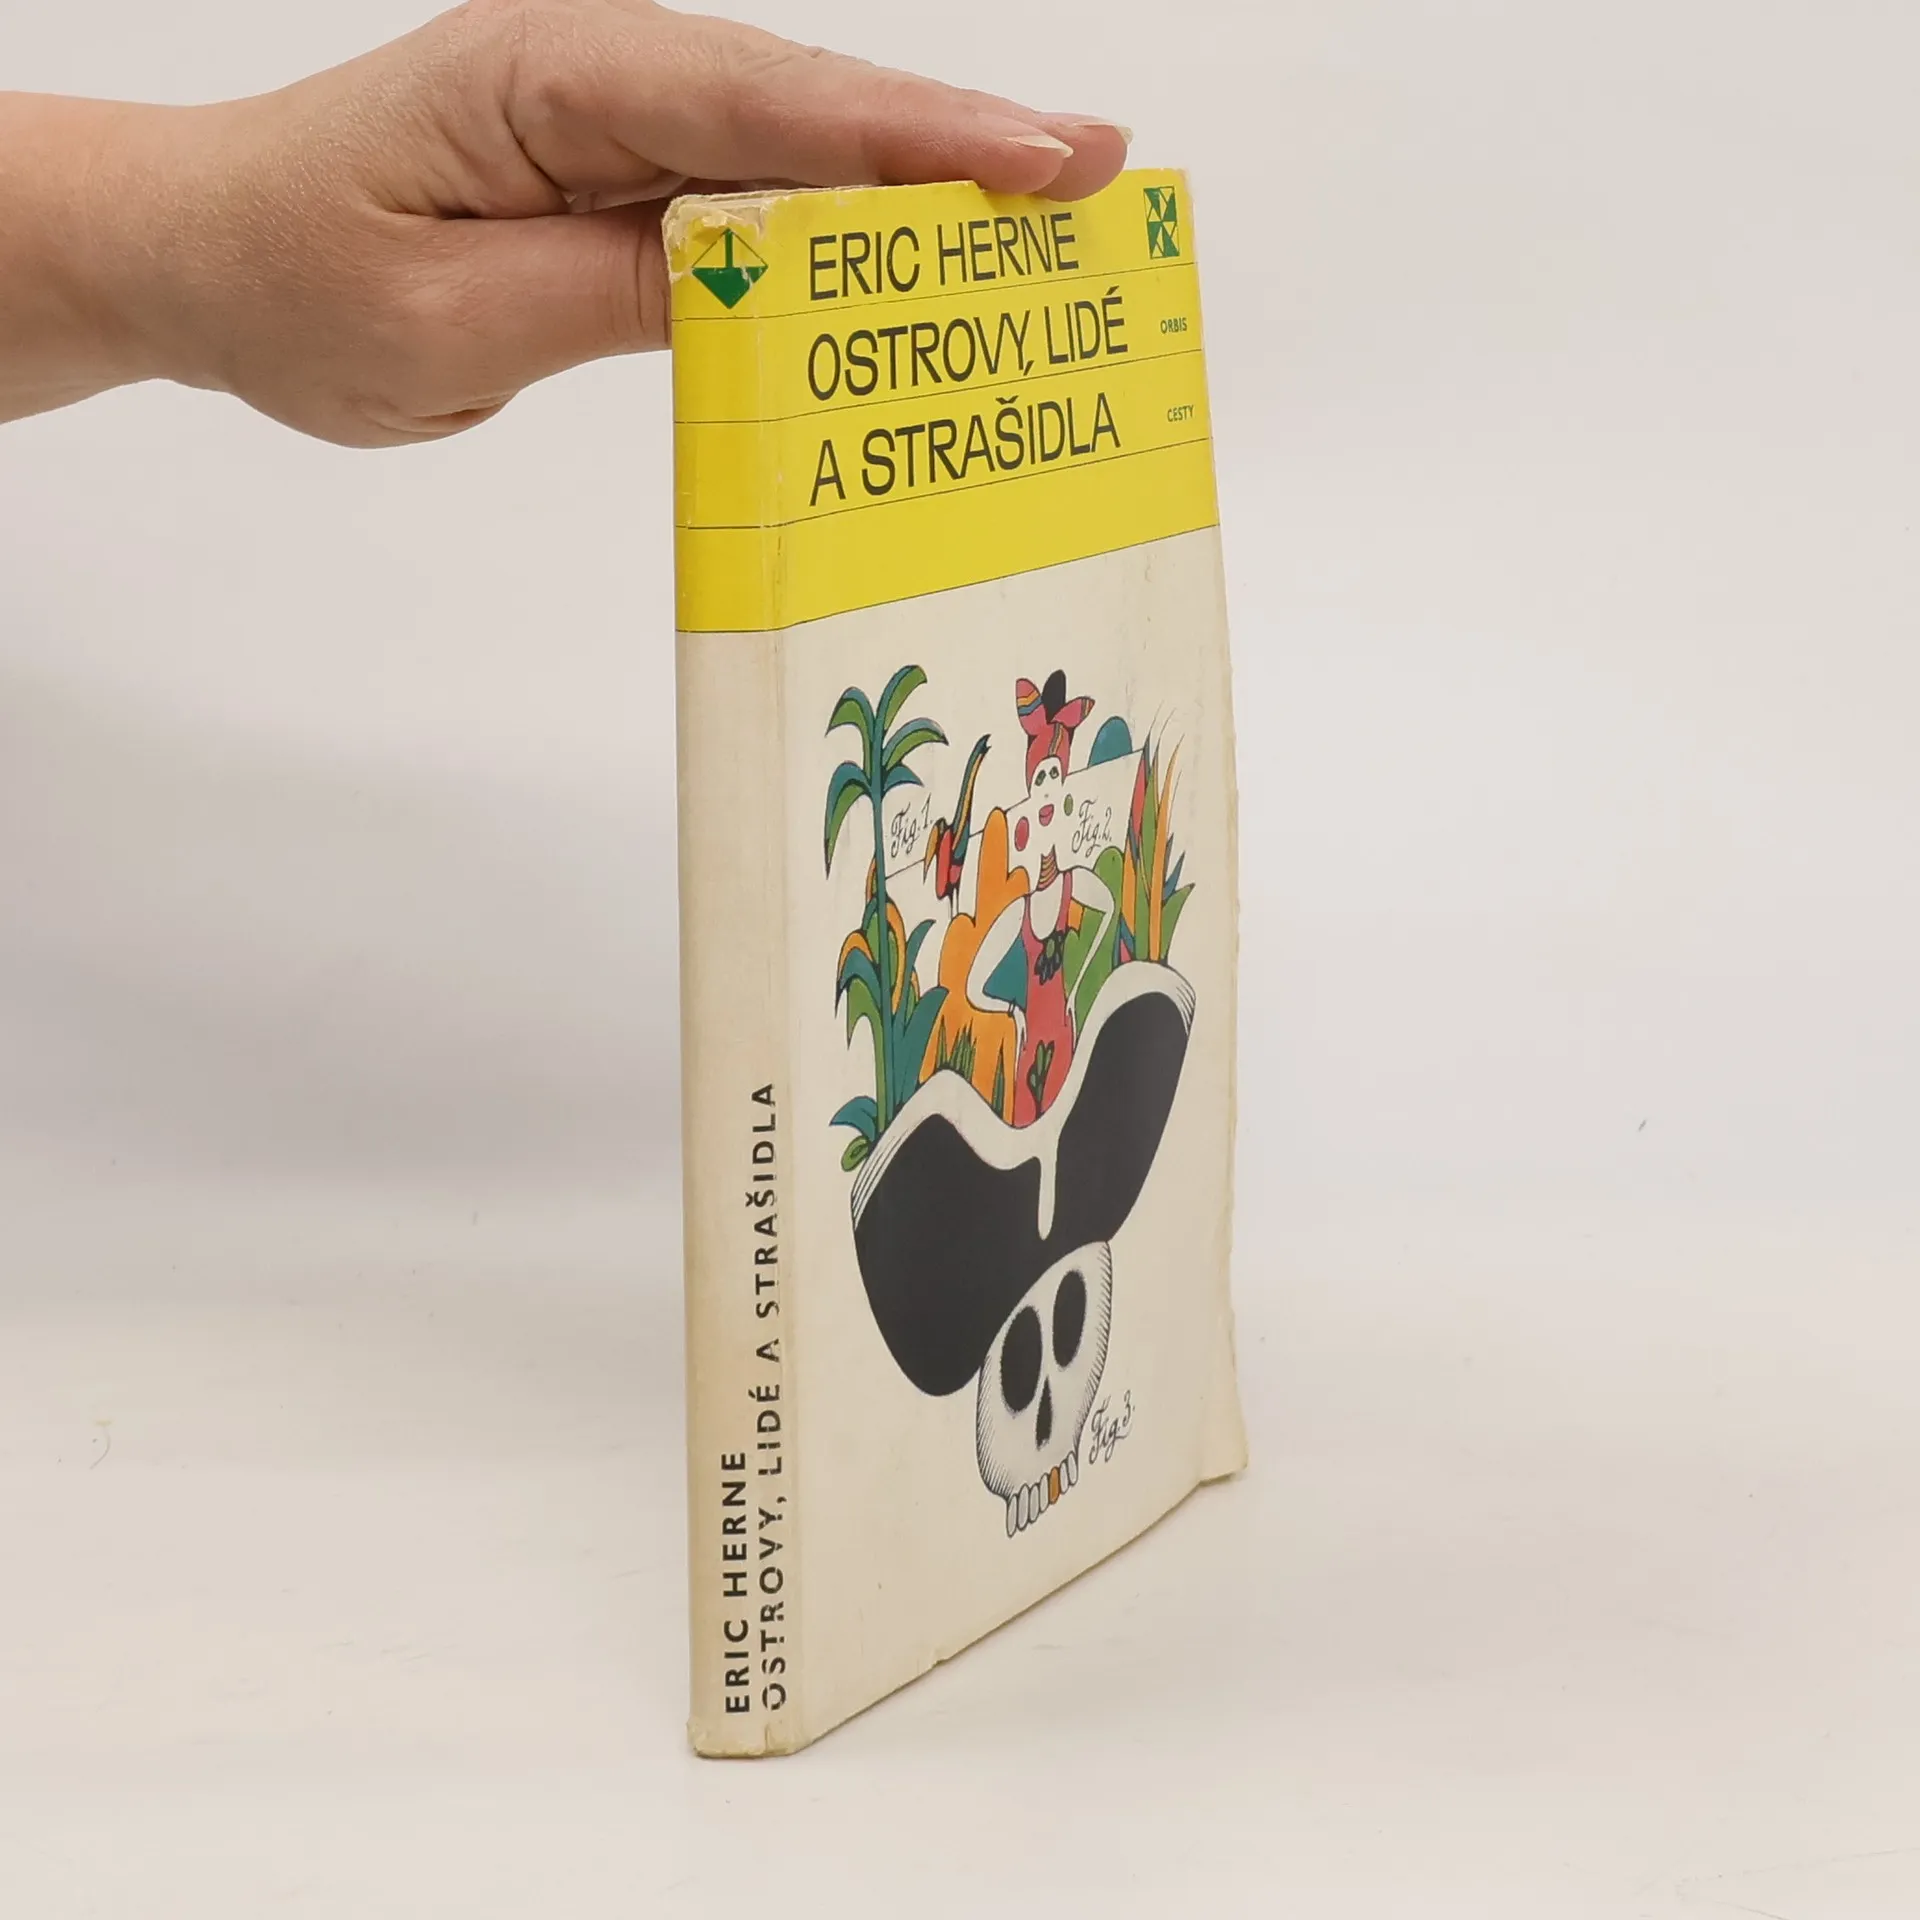 ERIC HERNE
OSTROVY, LIDÉ
A STRAŠIDLA
ORBIS
CESTY
Fig. 1.
Fig. 2.
Fig. 3.
ERIC HERNE
OSTROVY, LIDÉ A STRAŠIDLA